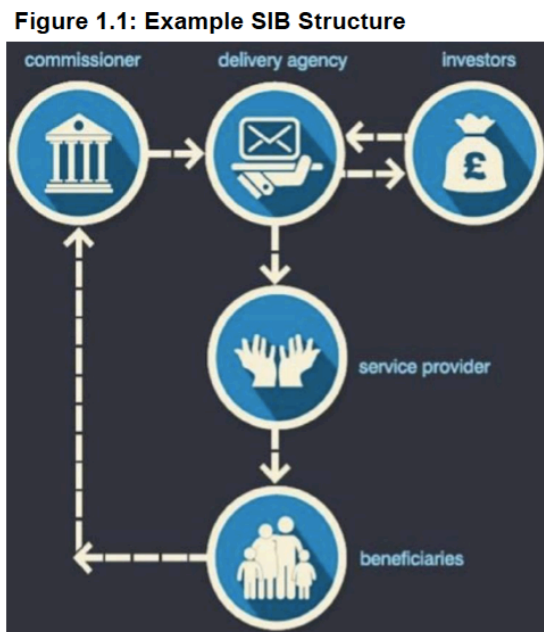 Figure 1.1: Example SIB Structure
commissioner delivery agency investors
£
service provider
beneficiaries